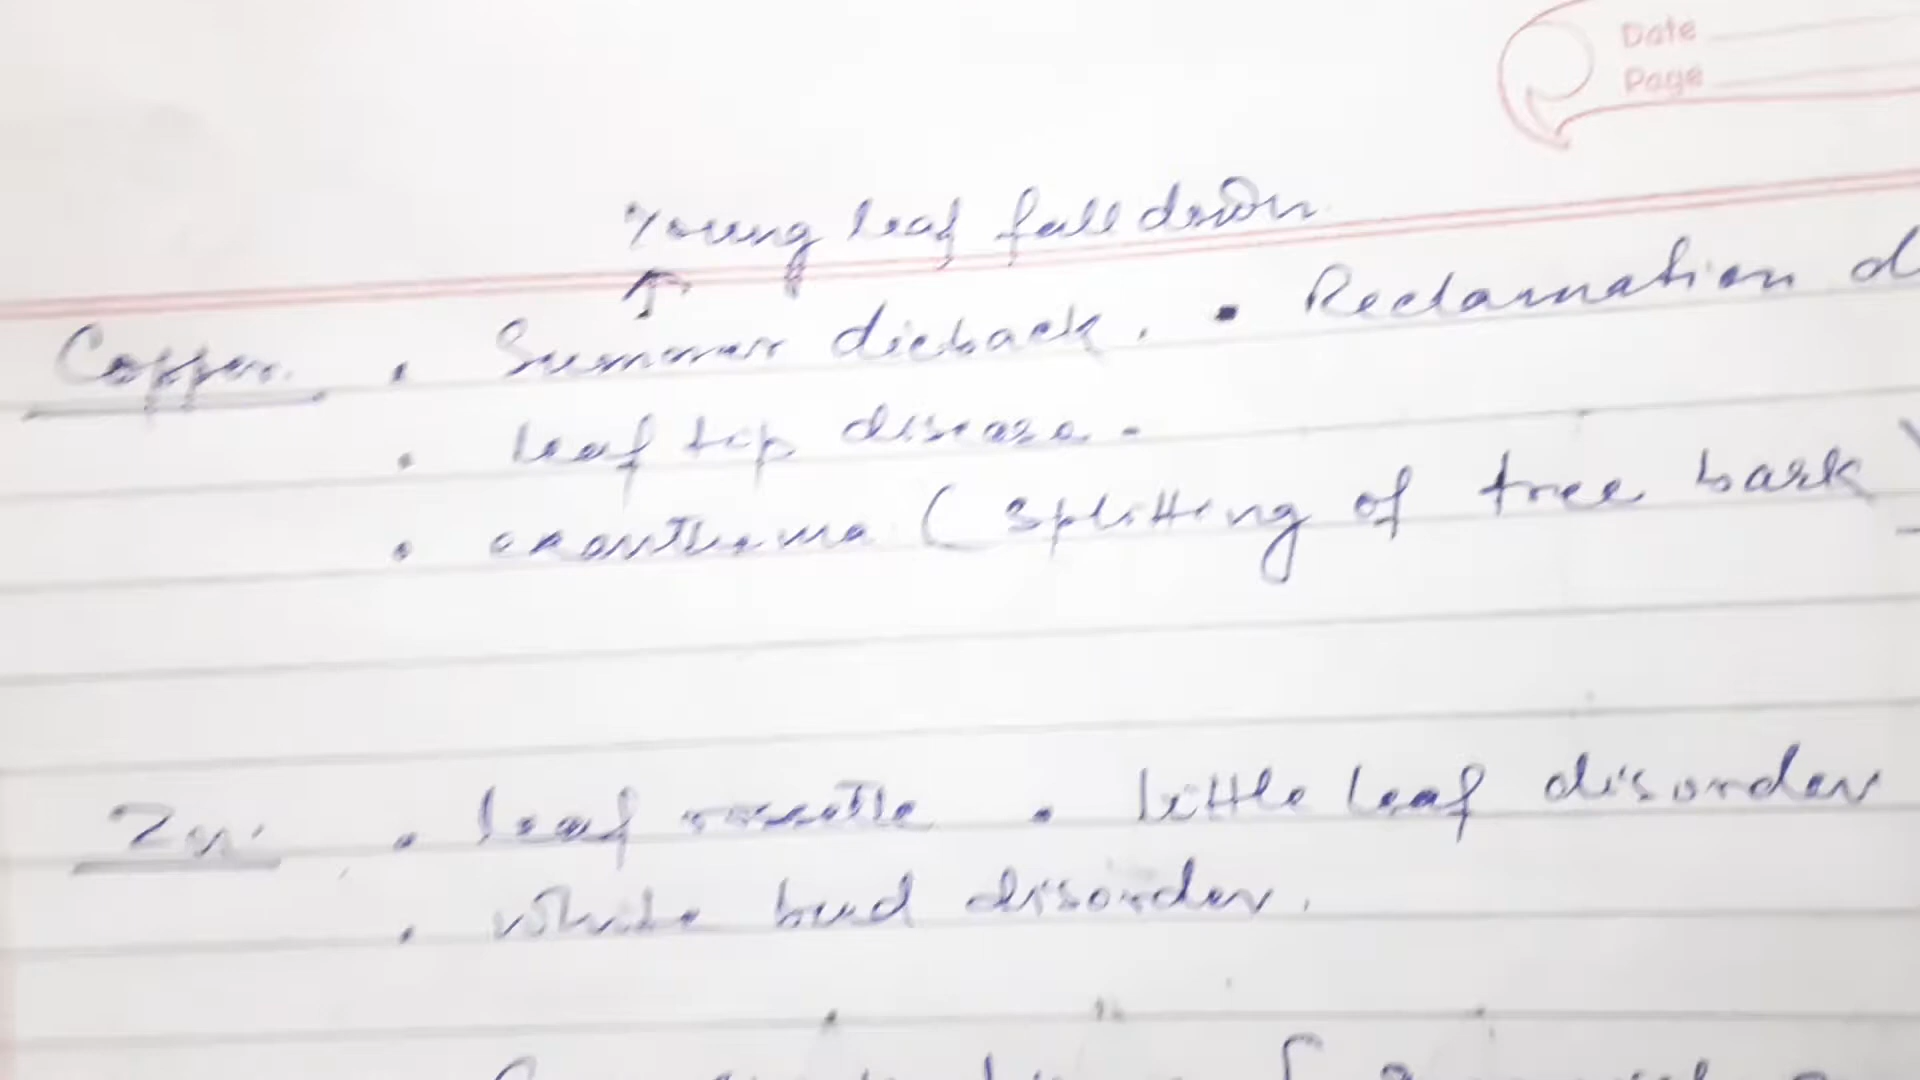 Date
Page
Young leaf fall down
Copper. • Summer dieback. • Reclamation d
• leaf tip disease.
• exanthema (splitting of tree bark)
Zn: • leaf rosette • little leaf disorder
• White bud disorder.